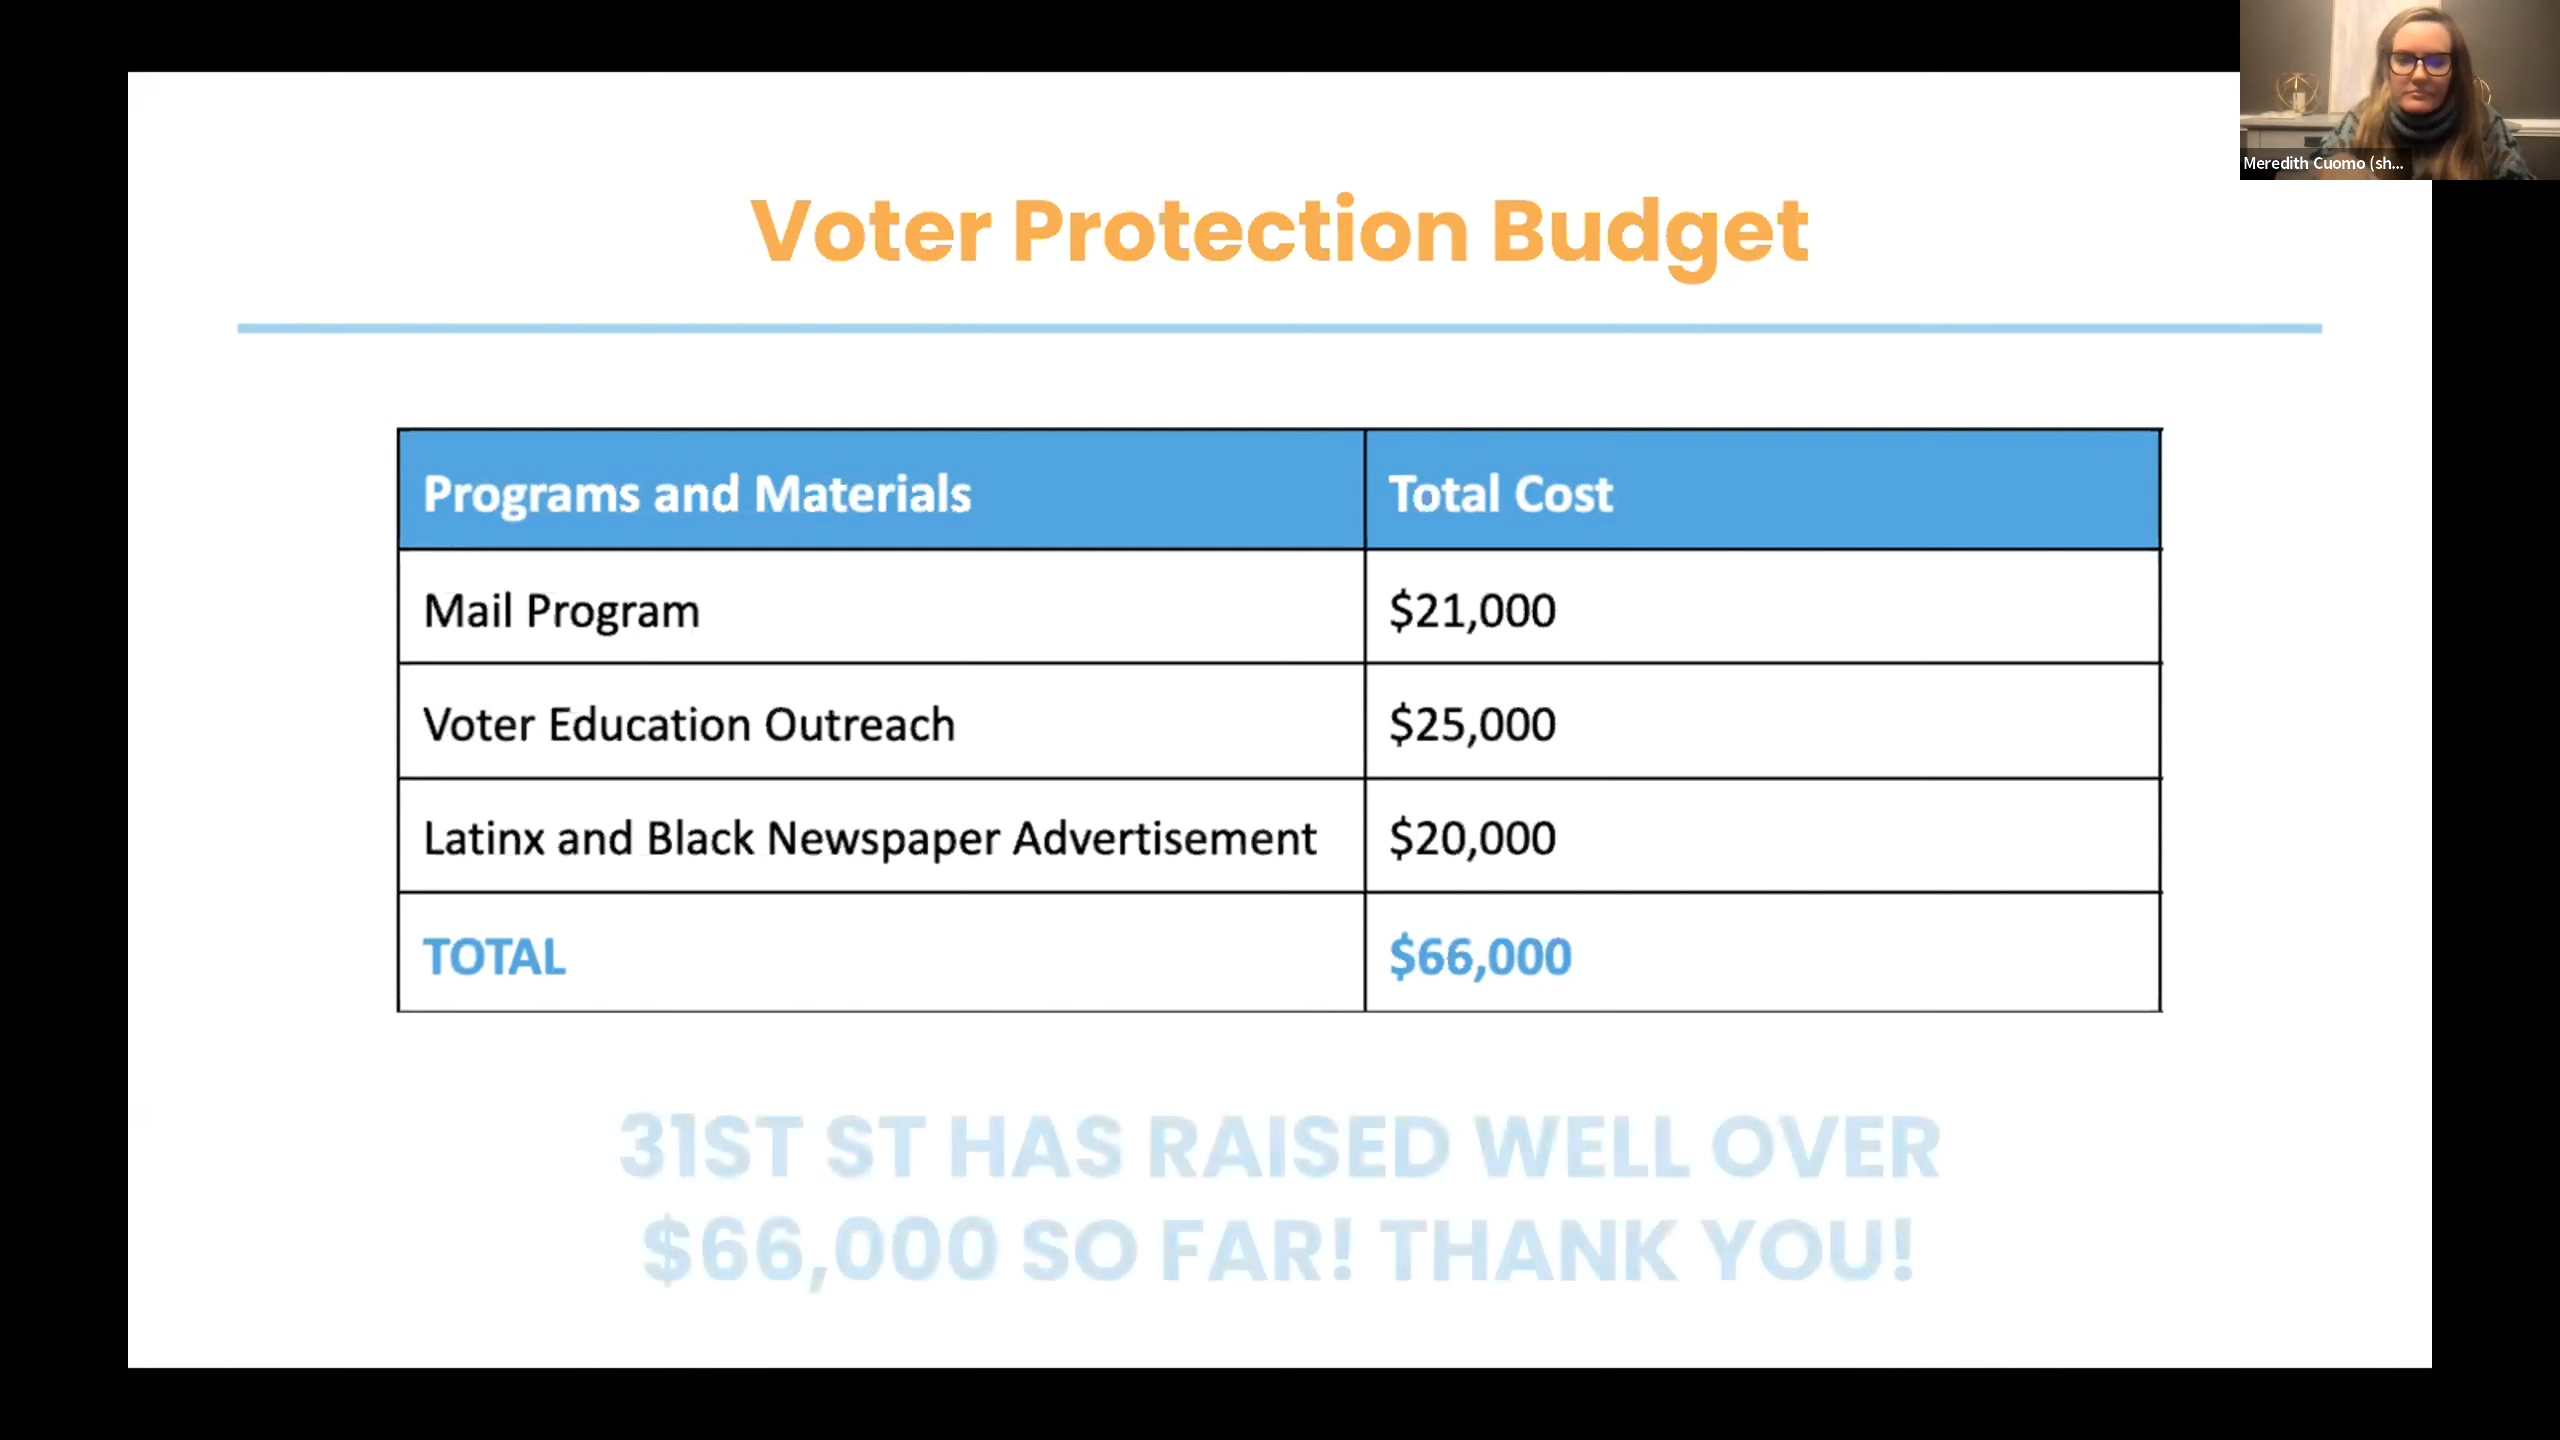 Meredith Cuomo (sh...
Voter Protection Budget
Programs and Materials
Total Cost
Mail Program
$21,000
Voter Education Outreach
$25,000
Latinx and Black Newspaper Advertisement
$20,000
TOTAL
$66,000
31ST ST HAS RAISED WELL OVER
$66,000 SO FAR! THANK YOU!